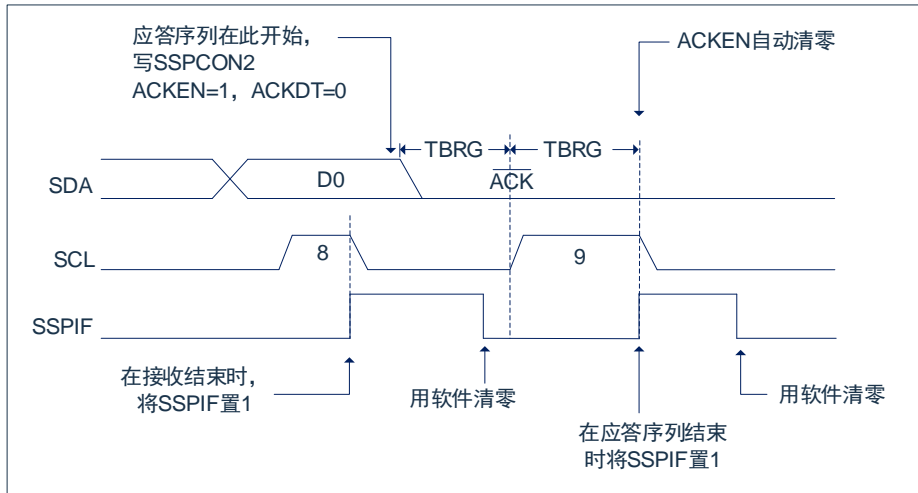 应答序列在此开始，
写SSPCON2
ACKEN=1，ACKDT=0
ACKEN自动清零
TBRG
TBRG
SDA
D0
ACK
SCL
8
9
SSPIF
在接收结束时，
将SSPIF置1
用软件清零
在应答序列结束
时将SSPIF置1
用软件清零